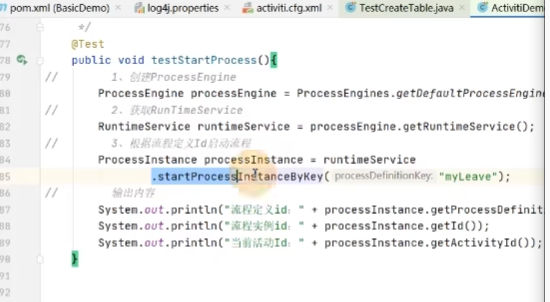 pom.xml (BasicDemo) log4j.properties activiti.cfg.xml TestCreateTable.java ActivitiDem
76 */
77 @Test
78 public void testStartProcess(){
79 // 1、创建ProcessEngine
80 ProcessEngine processEngine = ProcessEngines.getDefaultProcessEngin
81 // 2、获取RunTimeService
82 RuntimeService runtimeService = processEngine.getRuntimeService();
83 // 3、根据流程定义Id启动流程
84 ProcessInstance processInstance = runtimeService
85 .startProcessInstanceByKey( processDefinitionKey: "myLeave");
86 // 输出内容
87 System.out.println("流程定义id: " + processInstance.getProcessDefinit
88 System.out.println("流程实例id: " + processInstance.getId());
89 System.out.println("当前活动Id: " + processInstance.getActivityId());
90 }